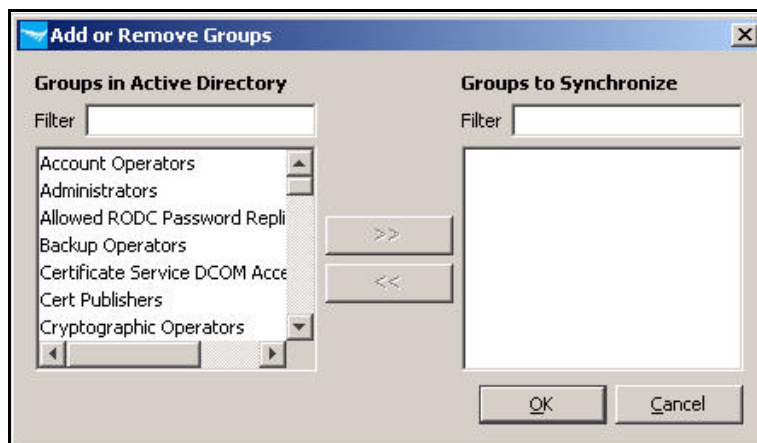 Add or Remove Groups
Groups in Active Directory
Groups to Synchronize
Filter
Filter
Account Operators
Administrators
Allowed RODC Password Repli
Backup Operators
Certificate Service DCOM Acce
Cert Publishers
Cryptographic Operators
>>
<<
OK
Cancel